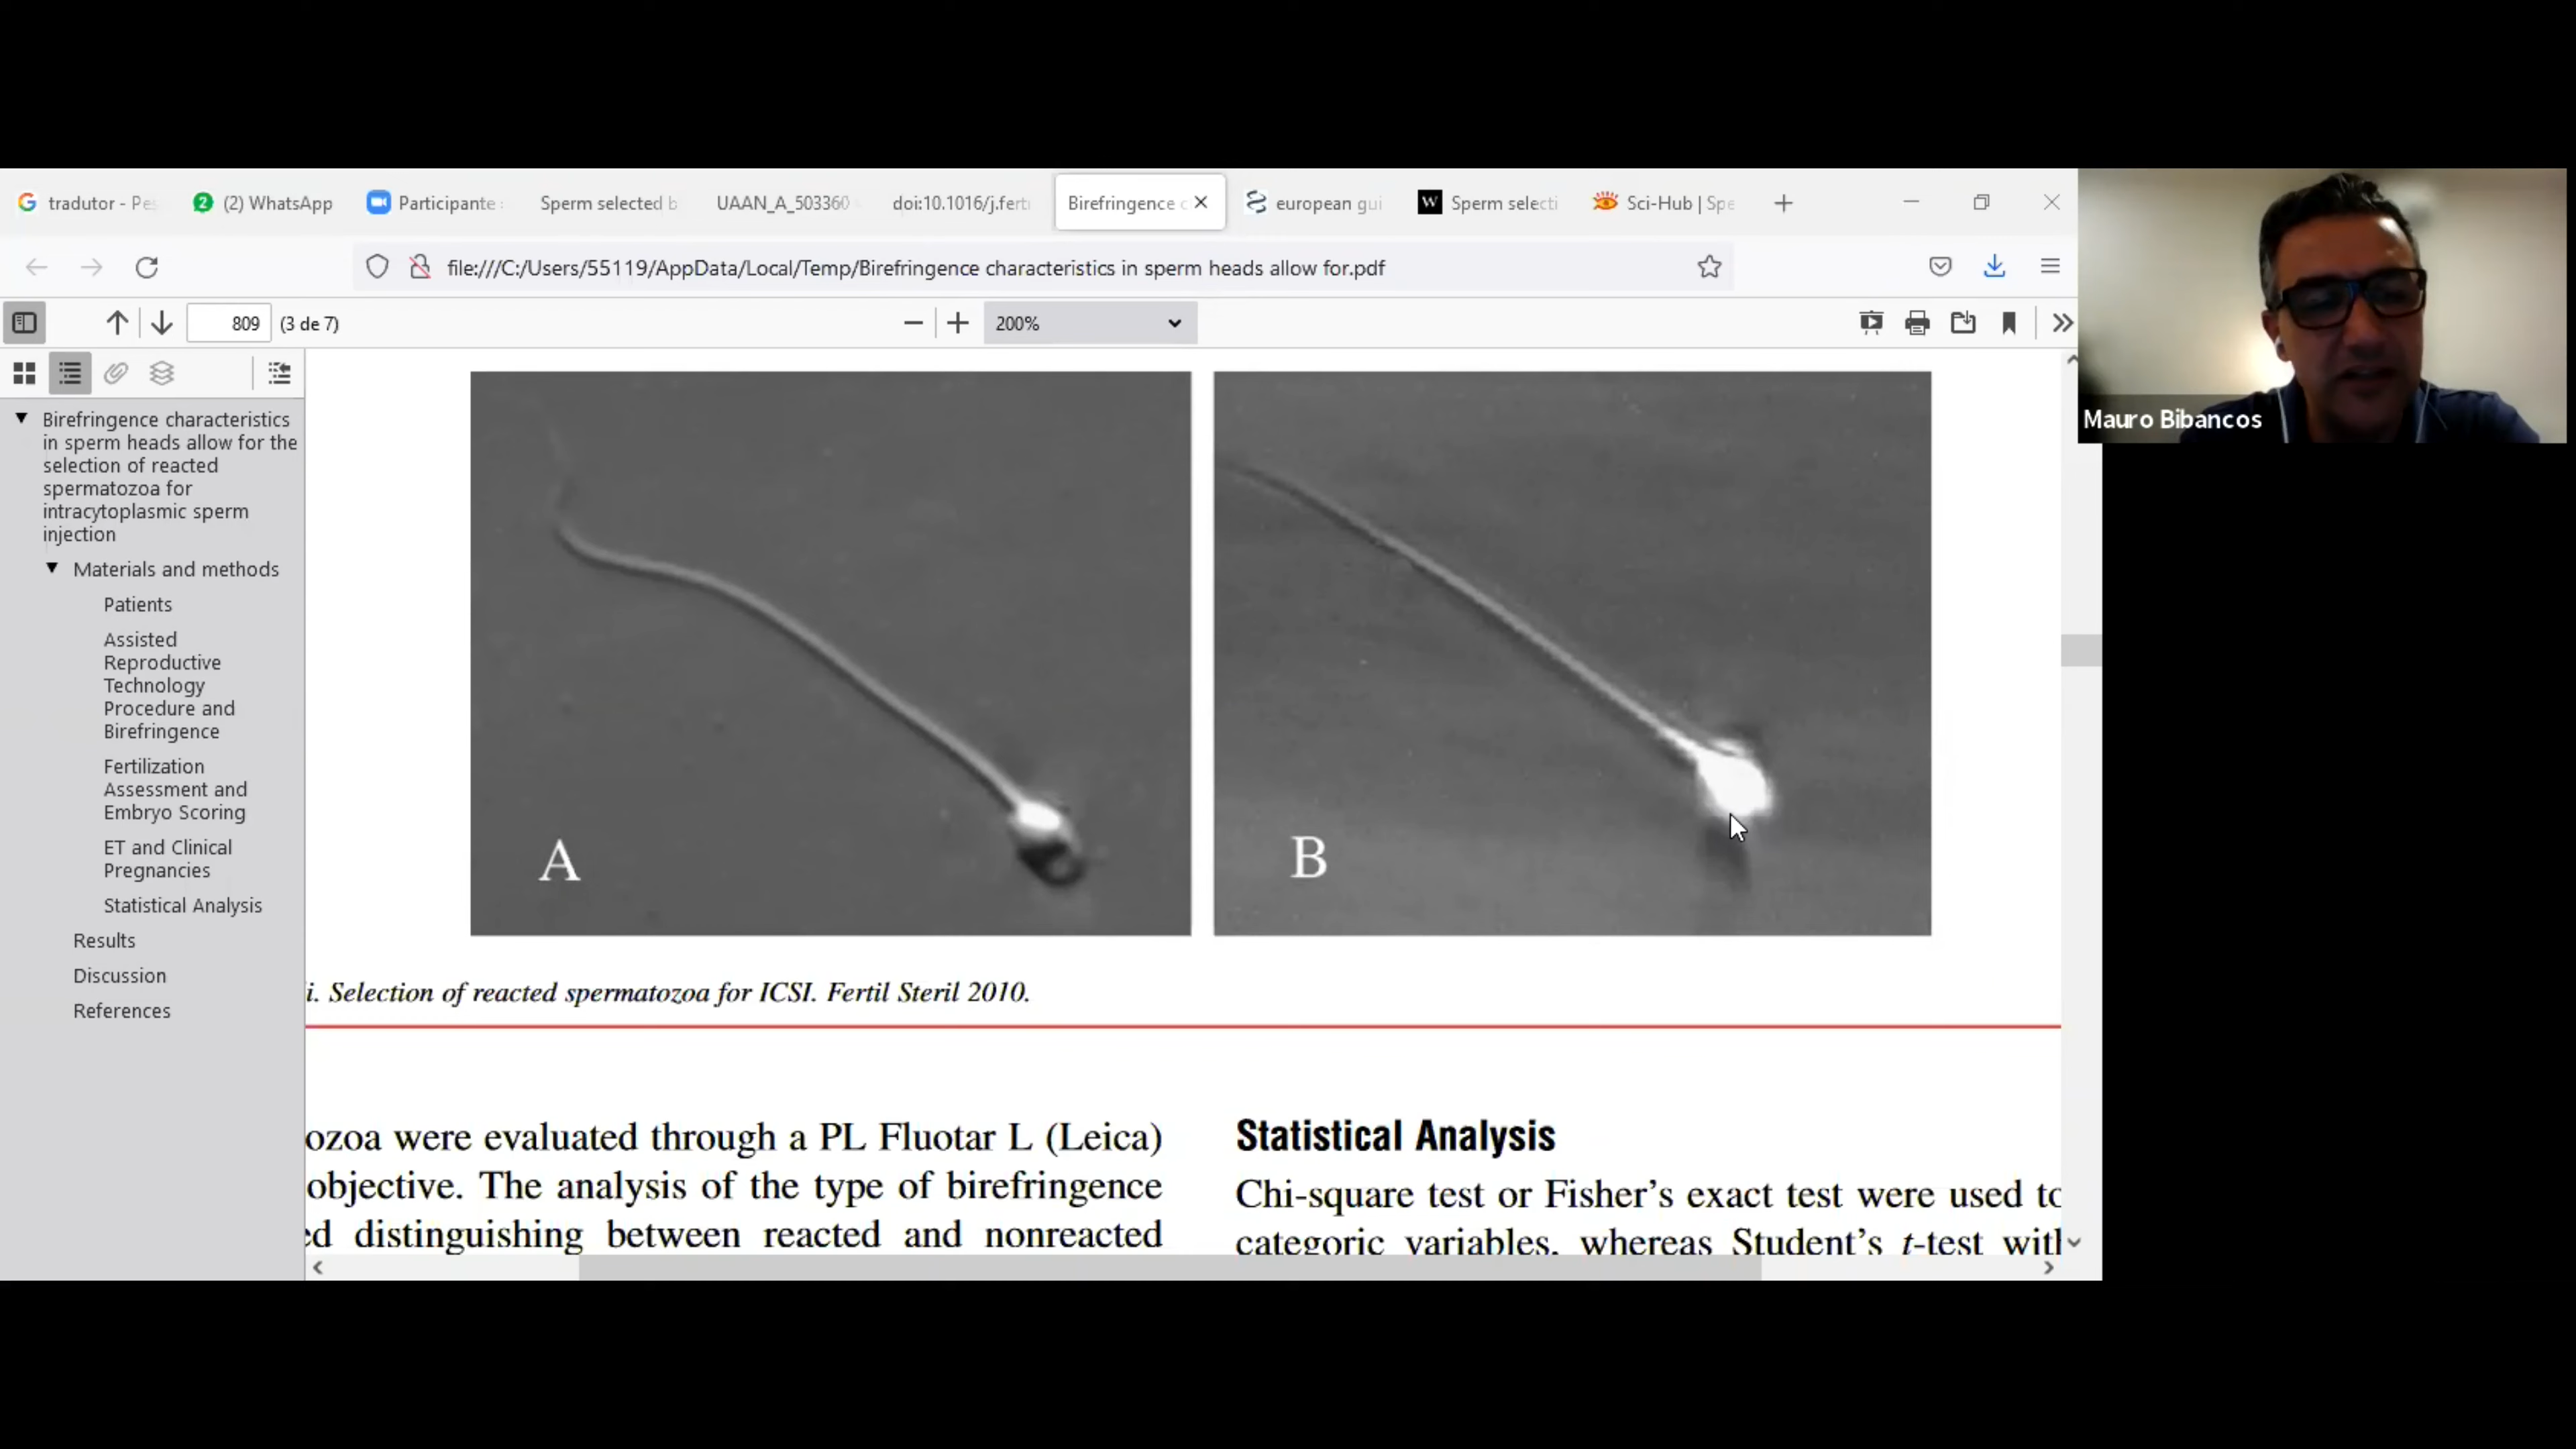 tradutor - Pes
(2) WhatsApp
Participante
Sperm selected b
UAAN_A_503360
doi:10.1016/j.ferti
Birefringence c
european gui
W
Sperm selecti
Sci-Hub | Spe
file:///C:/Users/55119/AppData/Local/Temp/Birefringence characteristics in sperm heads allow for.pdf
809 (3 de 7)
200%
Mauro Bibancos
Birefringence characteristics
in sperm heads allow for the
selection of reacted
spermatozoa for
intracytoplasmic sperm
injection
Materials and methods
Patients
Assisted
Reproductive
Technology
Procedure and
Birefringence
Fertilization
Assessment and
Embryo Scoring
ET and Clinical
Pregnancies
Statistical Analysis
Results
Discussion
References
A
B
i. Selection of reacted spermatozoa for ICSI. Fertil Steril 2010.
ozoa were evaluated through a PL Fluotar L (Leica)
objective. The analysis of the type of birefringence
ed distinguishing between reacted and nonreacted
Statistical Analysis
Chi-square test or Fisher's exact test were used to
categoric variables, whereas Student's t-test with